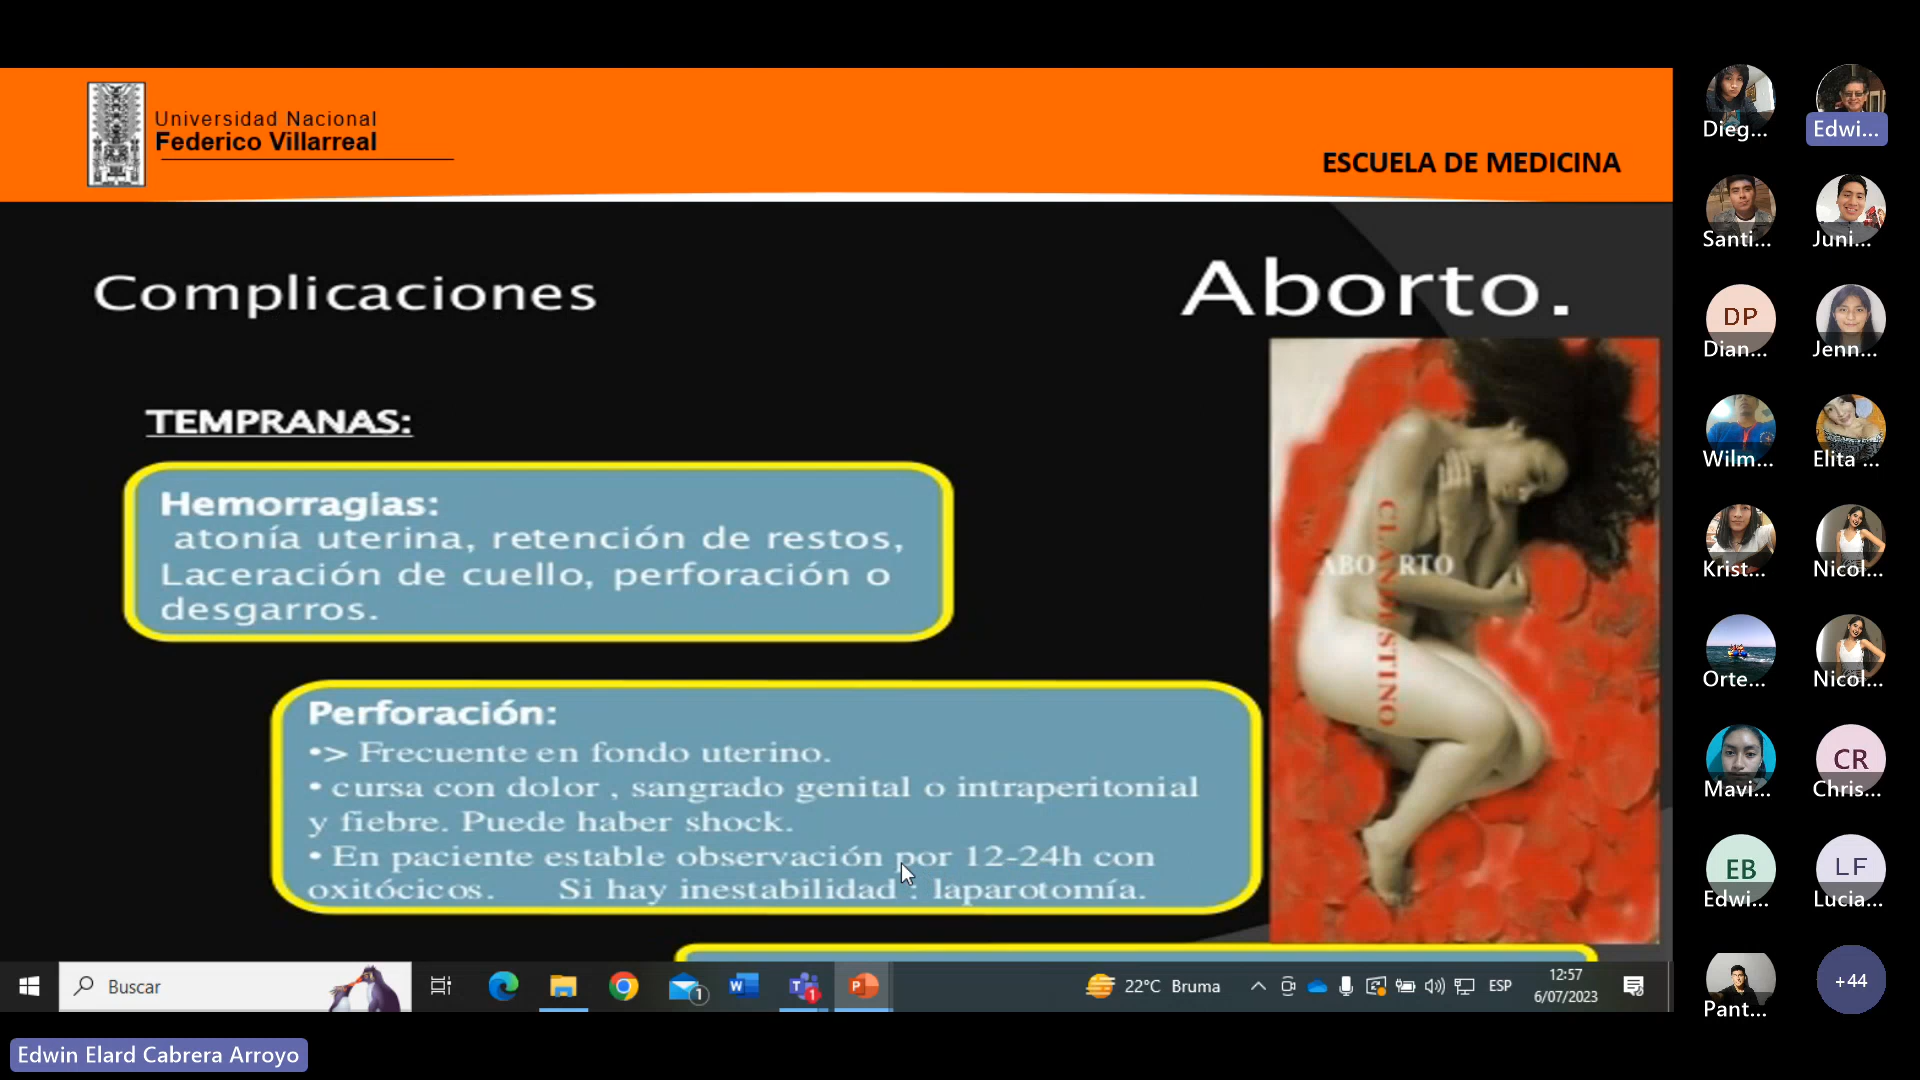 Universidad Nacional
Federico Villarreal
ESCUELA DE MEDICINA
Complicaciones
Aborto.
TEMPRANAS:
Hemorragias:
atonía uterina, retención de restos,
Laceración de cuello, perforación o
desgarros.
Perforación:
•> Frecuente en fondo uterino.
• cursa con dolor , sangrado genital o intraperitonial
y fiebre. Puede haber shock.
• En paciente estable observación por 12-24h con
oxitócicos. Si hay inestabilidad : laparotomía.
ABO RTO
CLANDESTINO
Dieg...
Edwi...
Santi...
Juni...
DP
Dian...
Jenn...
Wilm...
Elita ...
Krist...
Nicol...
Orte...
Nicol...
Mavi...
CR
Chris...
EB
Edwi...
LF
Lucia...
Pant...
+44
Buscar
1
1
22°C Bruma
ESP
12:57
6/07/2023
Edwin Elard Cabrera Arroyo